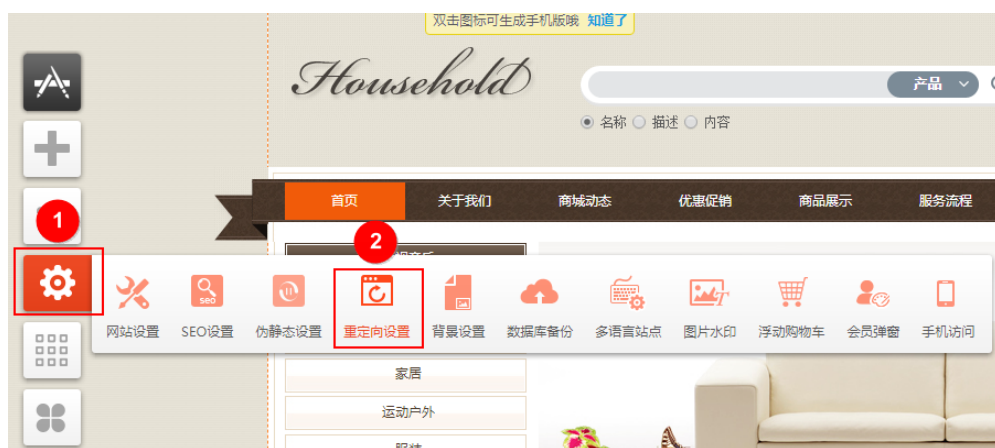 双击图标可生成手机版哦 知道了
Household
产品
名称 描述 内容
首页 关于我们 商城动态 优惠促销 商品展示 服务流程
1
2
seo
网站设置 SEO设置 伪静态设置 重定向设置 背景设置 数据库备份 多语言站点 图片水印 浮动购物车 会员弹窗 手机访问
家居
运动户外